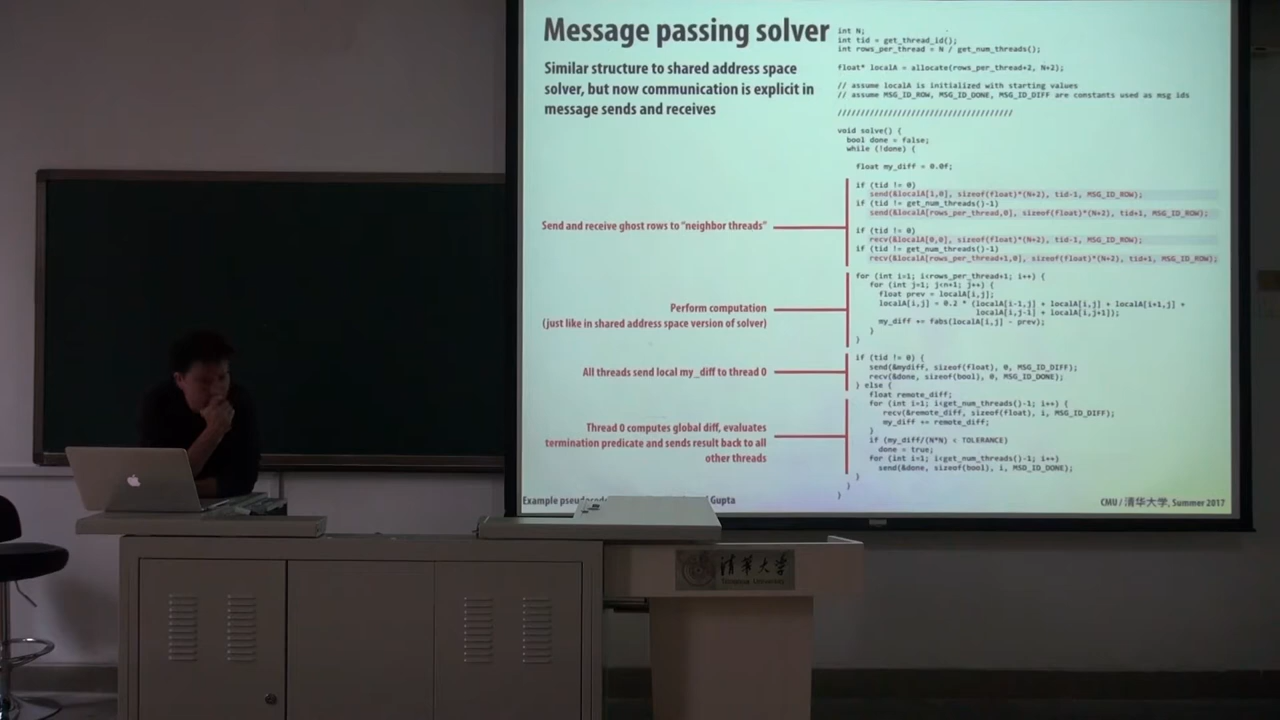 Message passing solver
Similar structure to shared address space
solver, but now communication is explicit in
message sends and receives
Send and receive ghost rows to "neighbor threads"
Perform computation
(just like in shared address space version of solver)
All threads send local my_diff to thread 0
Thread 0 computes global diff, evaluates
termination predicate and sends result back to all
other threads
int N;
int tid = get_thread_id();
int rows_per_thread = N / get_num_threads();
float* localA = allocate(rows_per_thread+2, N+2);
// assume localA is initialized with starting values
// assume MSG_ID_ROW, MSG_ID_DONE, MSG_ID_DIFF are constants used as msg ids
void solve() {
bool done = false;
while (!done) {
float my_diff = 0.0f;
if (tid != 0)
send(&localA[1,0], sizeof(float)*(N+2), tid-1, MSG_ID_ROW);
if (tid != get_num_threads()-1)
send(&localA[rows_per_thread,0], sizeof(float)*(N+2), tid+1, MSG_ID_ROW);
if (tid != 0)
recv(&localA[0,0], sizeof(float)*(N+2), tid-1, MSG_ID_ROW);
if (tid != get_num_threads()-1)
recv(&localA[rows_per_thread+1,0], sizeof(float)*(N+2), tid+1, MSG_ID_ROW);
for (int i=1; i<rows_per_thread+1; i++) {
for (int j=1; j<n+1; j++) {
float prev = localA[i,j];
localA[i,j] = 0.2 * (localA[i-1,j] + localA[i,j] + localA[i+1,j] +
localA[i,j-1] + localA[i,j+1]);
my_diff += fabs(localA[i,j] - prev);
}
}
if (tid != 0) {
send(&mydiff, sizeof(float), 0, MSG_ID_DIFF);
recv(&done, sizeof(bool), 0, MSG_ID_DONE);
} else {
float remote_diff;
for (int i=1; i<get_num_threads()-1; i++) {
recv(&remote_diff, sizeof(float), i, MSG_ID_DIFF);
my_diff += remote_diff;
}
if (my_diff/(N*N) < TOLERANCE)
done = true;
for (int i=1; i<get_num_threads()-1; i++)
send(&done, sizeof(bool), i, MSD_ID_DONE);
}
}
}
Example Gupta
CMU / 清华大学, Summer 2017
清華大学
Tsinghua University